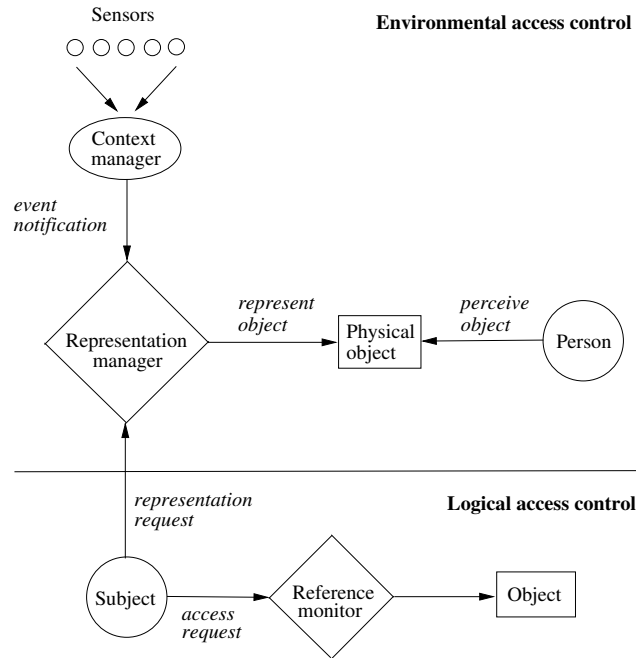 Sensors
Environmental access control
Context
manager
event
notification
Representation
manager
represent
object
Physical
object
perceive
object
Person
representation
request
Logical access control
Subject
access
request
Reference
monitor
Object